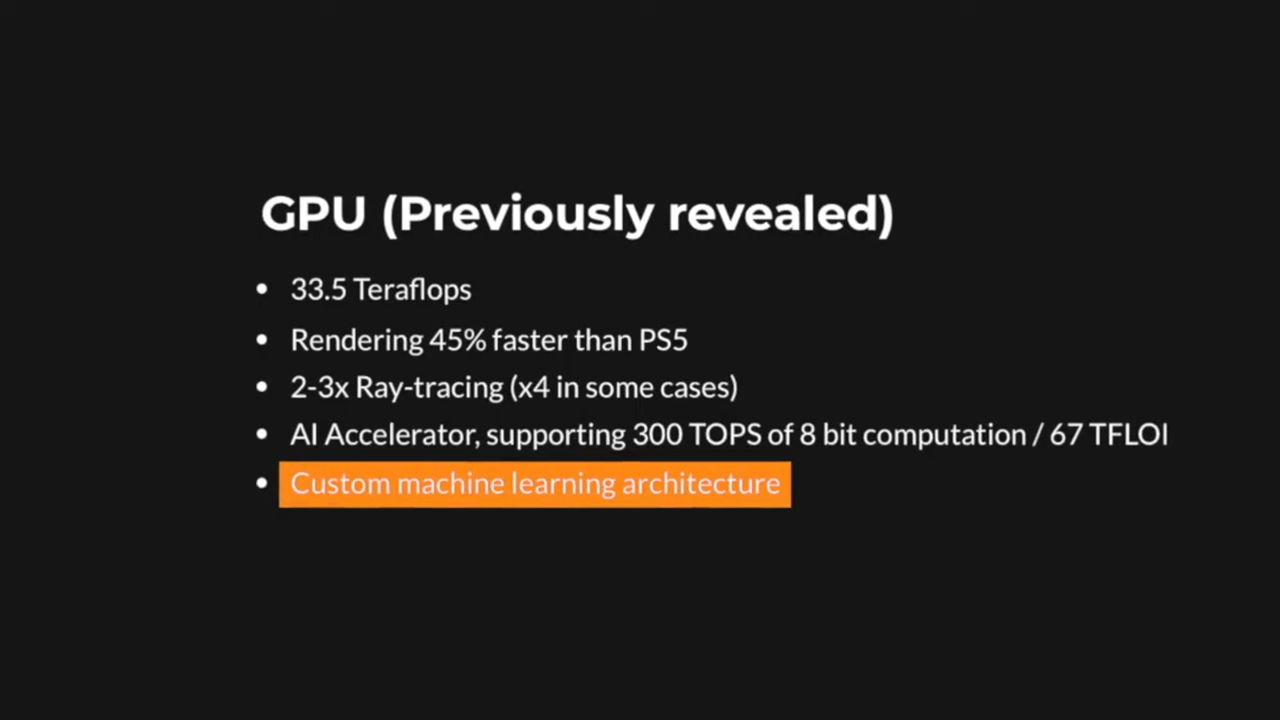 GPU (Previously revealed)
• 33.5 Teraflops
• Rendering 45% faster than PS5
• 2-3x Ray-tracing (x4 in some cases)
• AI Accelerator, supporting 300 TOPS of 8 bit computation / 67 TFLOI
• Custom machine learning architecture